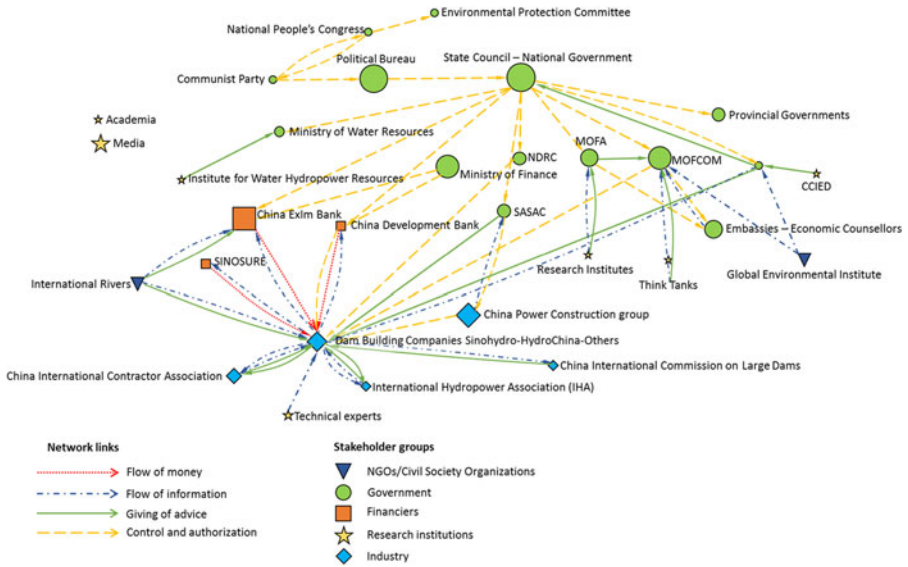 Environmental Protection Committee
National People's Congress
Political Bureau
State Council – National Government
Communist Party
Provincial Governments
Academia
Media
Ministry of Water Resources
NDRC
MOFA
MOFCOM
Ministry of Finance
Institute for Water Hydropower Resources
CCIED
China ExIm Bank
SASAC
China Development Bank
Embassies – Economic Counsellors
SINOSURE
Research Institutes
Global Environmental Institute
International Rivers
Think Tanks
China Power Construction group
Dam Building Companies Sinohydro-HydroChina-Others
China International Commission on Large Dams
China International Contractor Association
International Hydropower Association (IHA)
Technical experts
Network links
Flow of money
Flow of information
Giving of advice
Control and authorization
Stakeholder groups
NGOs/Civil Society Organizations
Government
Financiers
Research institutions
Industry